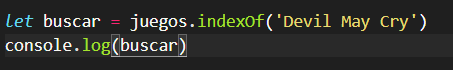 let buscar = juegos.indexOf('Devil May Cry')
console.log(buscar)